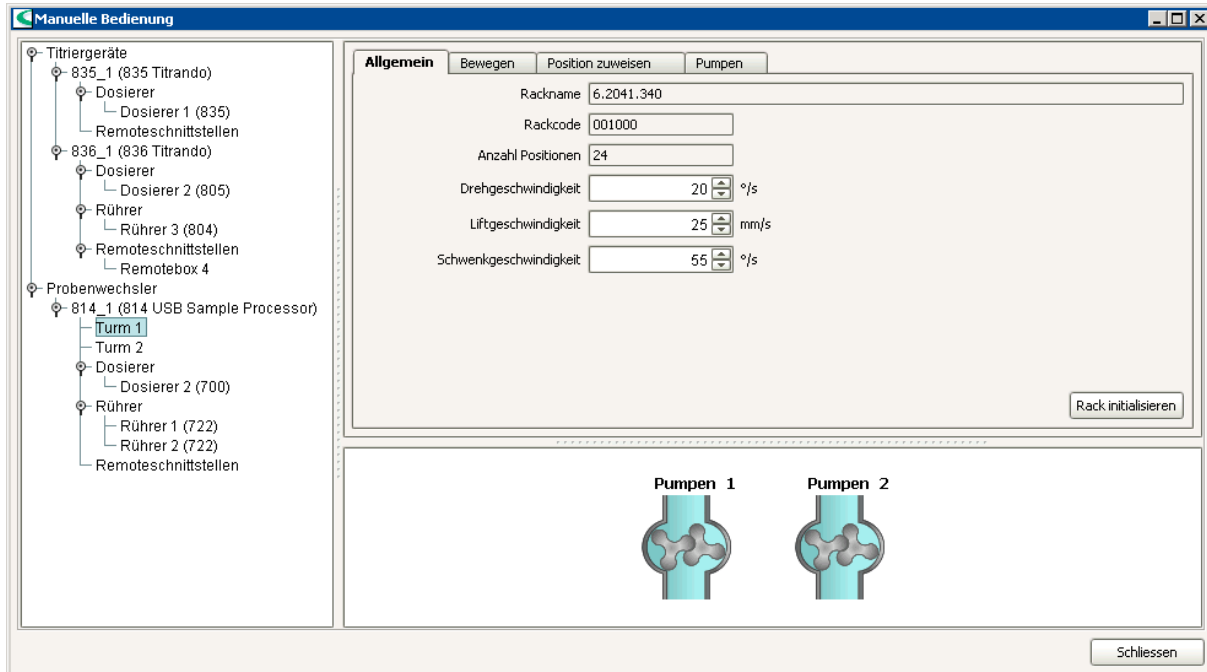 Manuelle Bedienung
Titriergeräte
835_1 (835 Titrando)
Dosierer
Dosierer 1 (835)
Remoteschnittstellen
836_1 (836 Titrando)
Dosierer
Dosierer 2 (805)
Rührer
Rührer 3 (804)
Remoteschnittstellen
Remotebox 4
Probenwechsler
814_1 (814 USB Sample Processor)
Turm 1
Turm 2
Dosierer
Dosierer 2 (700)
Rührer
Rührer 1 (722)
Rührer 2 (722)
Remoteschnittstellen
Allgemein Bewegen Position zuweisen Pumpen
Rackname 6.2041.340
Rackcode 001000
Anzahl Positionen 24
Drehgeschwindigkeit 20 °/s
Liftgeschwindigkeit 25 mm/s
Schwenkgeschwindigkeit 55 °/s
Rack initialisieren
Pumpen 1 Pumpen 2
Schliessen